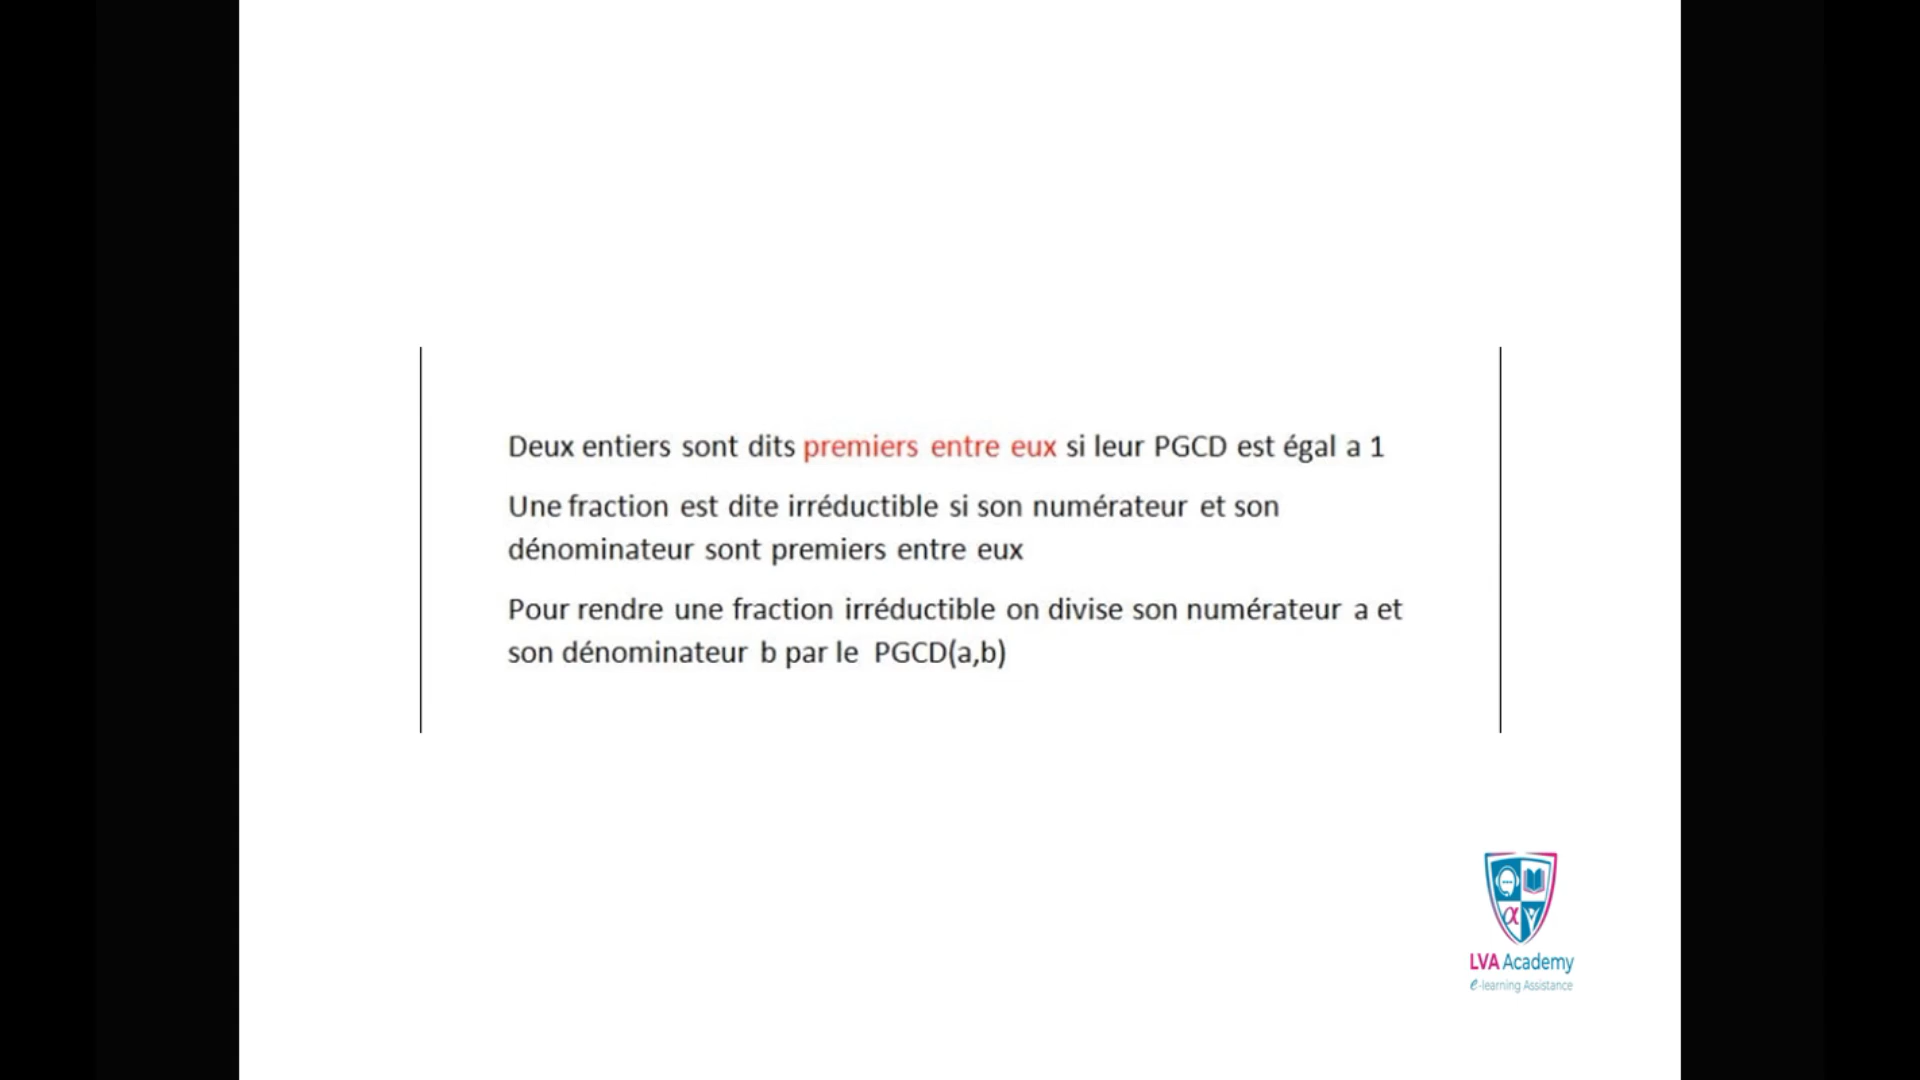 Deux entiers sont dits premiers entre eux si leur PGCD est égal a 1
Une fraction est dite irréductible si son numérateur et son
dénominateur sont premiers entre eux
Pour rendre une fraction irréductible on divise son numérateur a et
son dénominateur b par le PGCD(a,b)
α
LVA Academy
e-learning Assistance